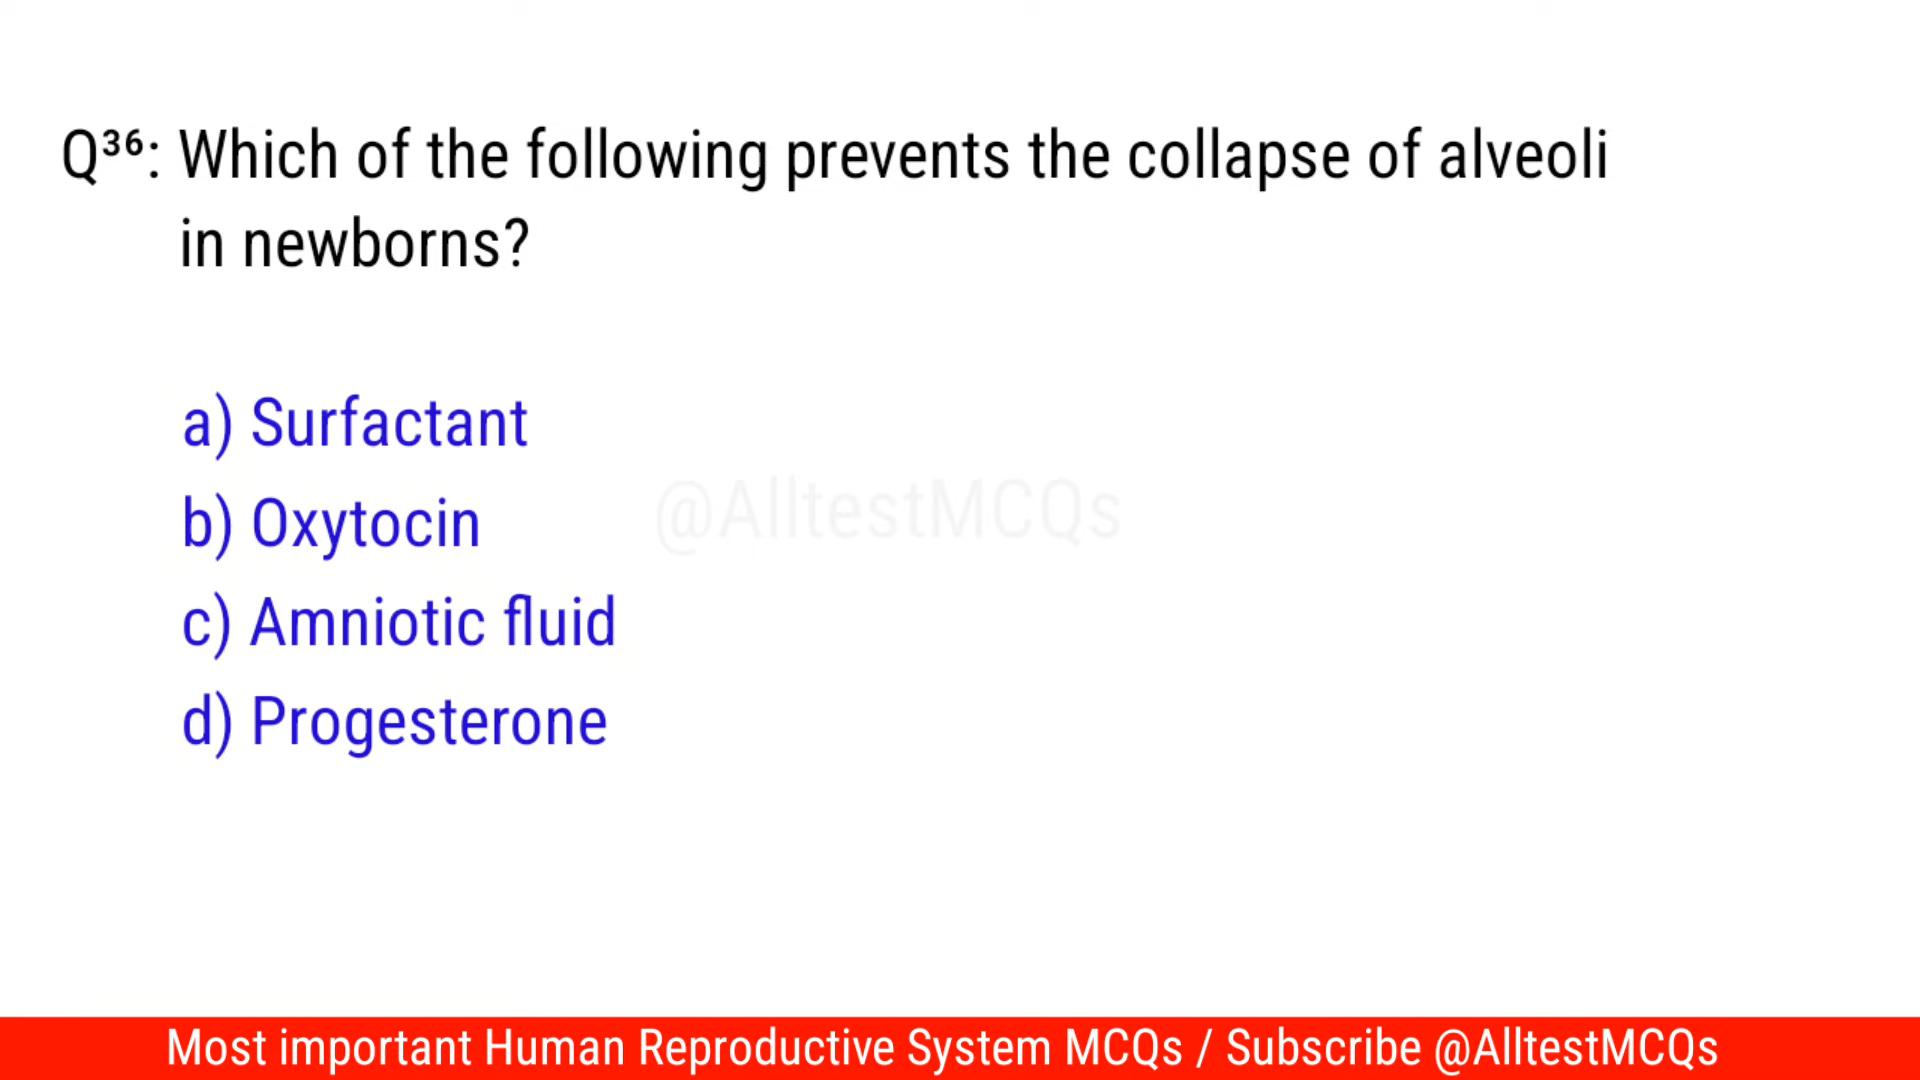 Q³⁶: Which of the following prevents the collapse of alveoli
in newborns?
a) Surfactant
b) Oxytocin
@AlltestMCQs
c) Amniotic fluid
d) Progesterone
Most important Human Reproductive System MCQs / Subscribe @AlltestMCQs